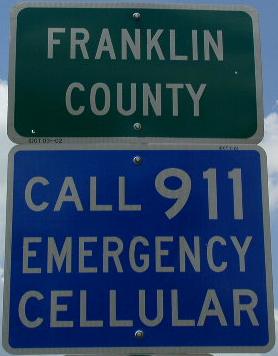 FRANKLIN
COUNTY
CALL 911
EMERGENCY
CELLULAR